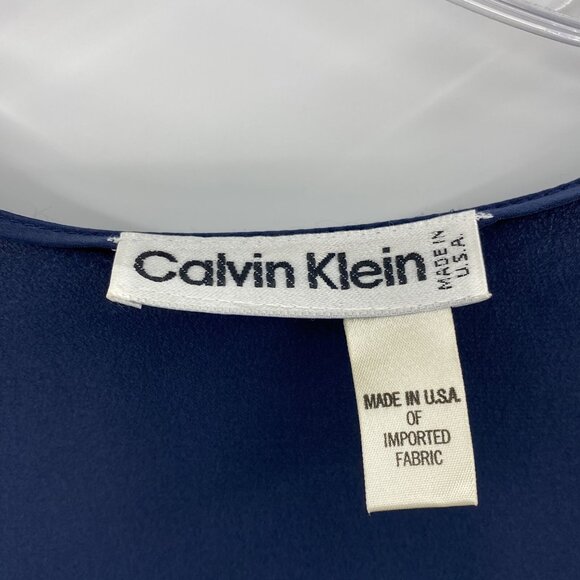 Calvin Klein
MADE IN
U.S.A.
MADE IN U.S.A.
OF
IMPORTED
FABRIC